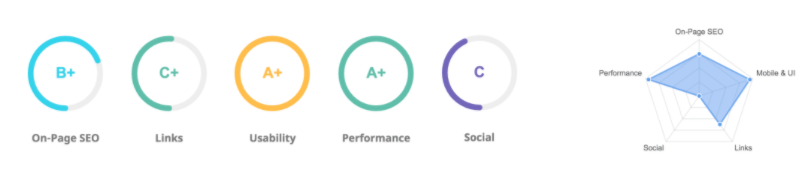 B+
C+
A+
A+
C
On-Page SEO
Links
Usability
Performance
Social
On-Page SEO
Performance
Mobile & UI
Social
Links